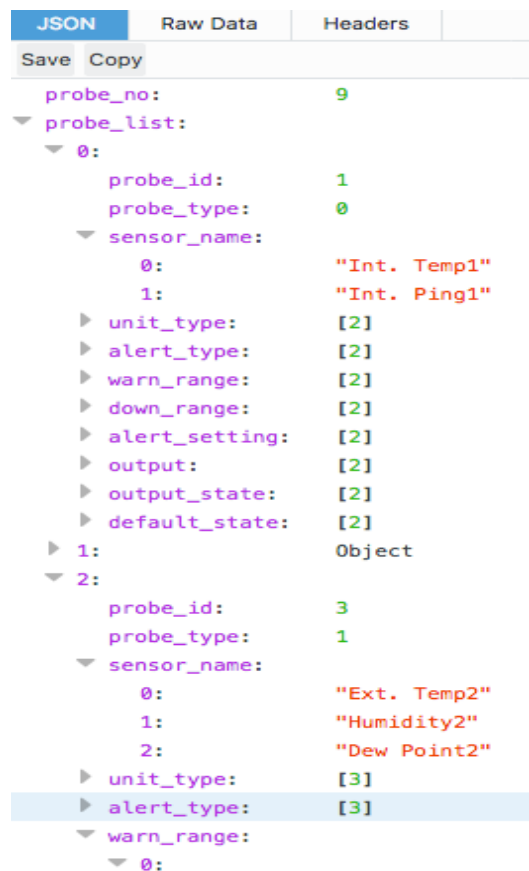 JSON Raw Data Headers
Save Copy
probe_no: 9
probe_list:
0:
probe_id: 1
probe_type: 0
sensor_name:
0: "Int. Temp1"
1: "Int. Ping1"
unit_type: [2]
alert_type: [2]
warn_range: [2]
down_range: [2]
alert_setting: [2]
output: [2]
output_state: [2]
default_state: [2]
1: Object
2:
probe_id: 3
probe_type: 1
sensor_name:
0: "Ext. Temp2"
1: "Humidity2"
2: "Dew Point2"
unit_type: [3]
alert_type: [3]
warn_range:
0: